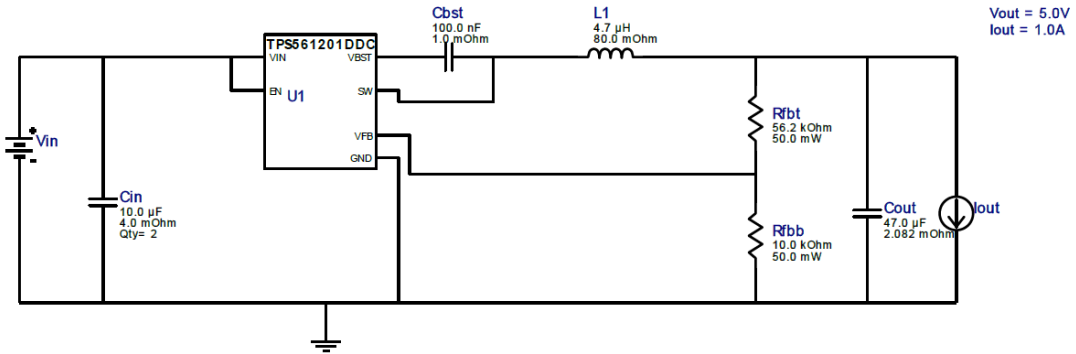 Cbst
100.0 nF
1.0 mOhm
L1
4.7 µH
80.0 mOhm
Vout = 5.0V
Iout = 1.0A
TPS561201DDC
VIN
VBST
EN
U1
SW
VFB
GND
Vin
Cin
10.0 µF
4.0 mOhm
Qty= 2
Rfbt
56.2 kOhm
50.0 mW
Rfbb
10.0 kOhm
50.0 mW
Cout
47.0 µF
2.082 mOhm
Iout